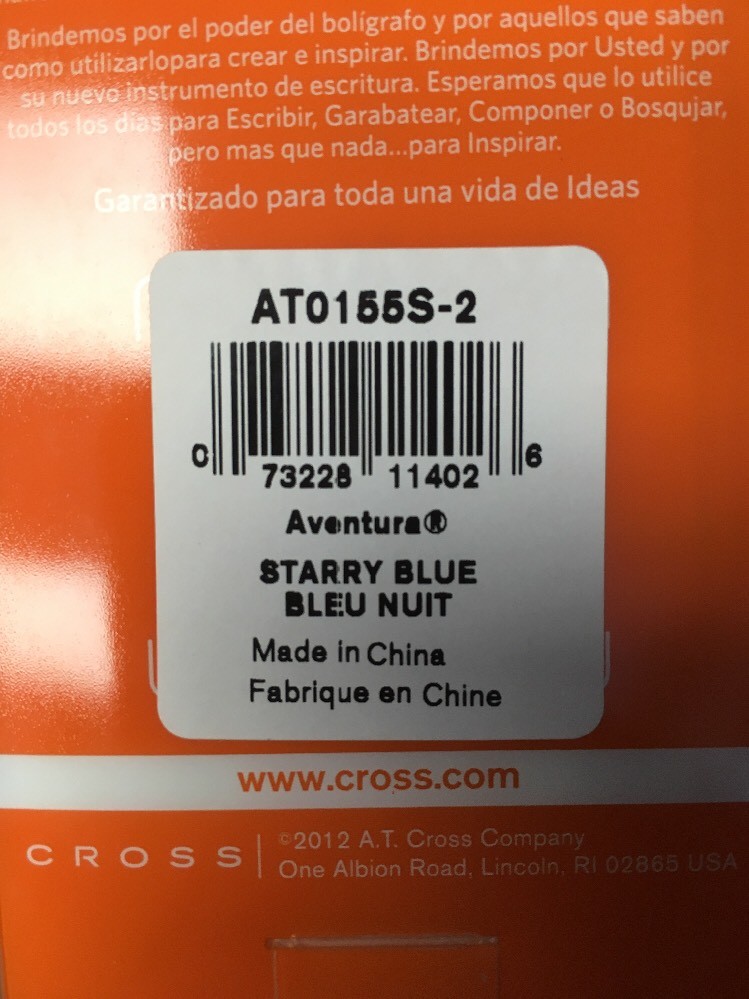 Brindemos por el poder del bolígrafo y por aquellos que saben
como utilizarlopara crear e inspirar. Brindemos por Usted y por
su nuevo instrumento de escritura. Esperamos que lo utilice
todos los días para Escribir, Garabatear, Componer o Bosqujar,
pero mas que nada...para Inspirar.
Garantizado para toda una vida de Ideas
AT0155S-2
0 73228 11402 6
Aventura®
STARRY BLUE
BLEU NUIT
Made in China
Fabrique en Chine
www.cross.com
CROSS
©2012 A.T. Cross Company
One Albion Road, Lincoln, RI 02865 USA